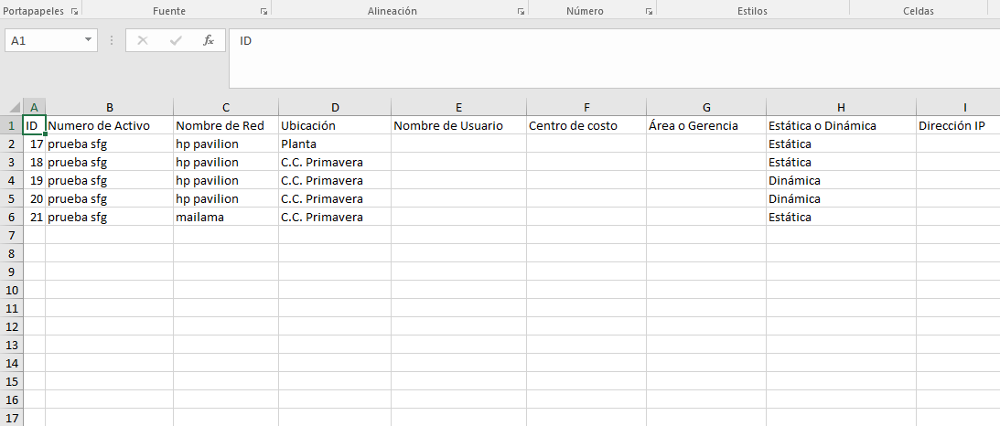 Portapapeles Fuente Alineación Número Estilos Celdas
A1 fx ID
A B C D E F G H I
1 ID Numero de Activo Nombre de Red Ubicación Nombre de Usuario Centro de costo Área o Gerencia Estática o Dinámica Dirección IP
2 17 prueba sfg hp pavilion Planta Estática
3 18 prueba sfg hp pavilion C.C. Primavera Estática
4 19 prueba sfg hp pavilion C.C. Primavera Dinámica
5 20 prueba sfg hp pavilion C.C. Primavera Dinámica
6 21 prueba sfg mailama C.C. Primavera Estática
7
8
9
10
11
12
13
14
15
16
17